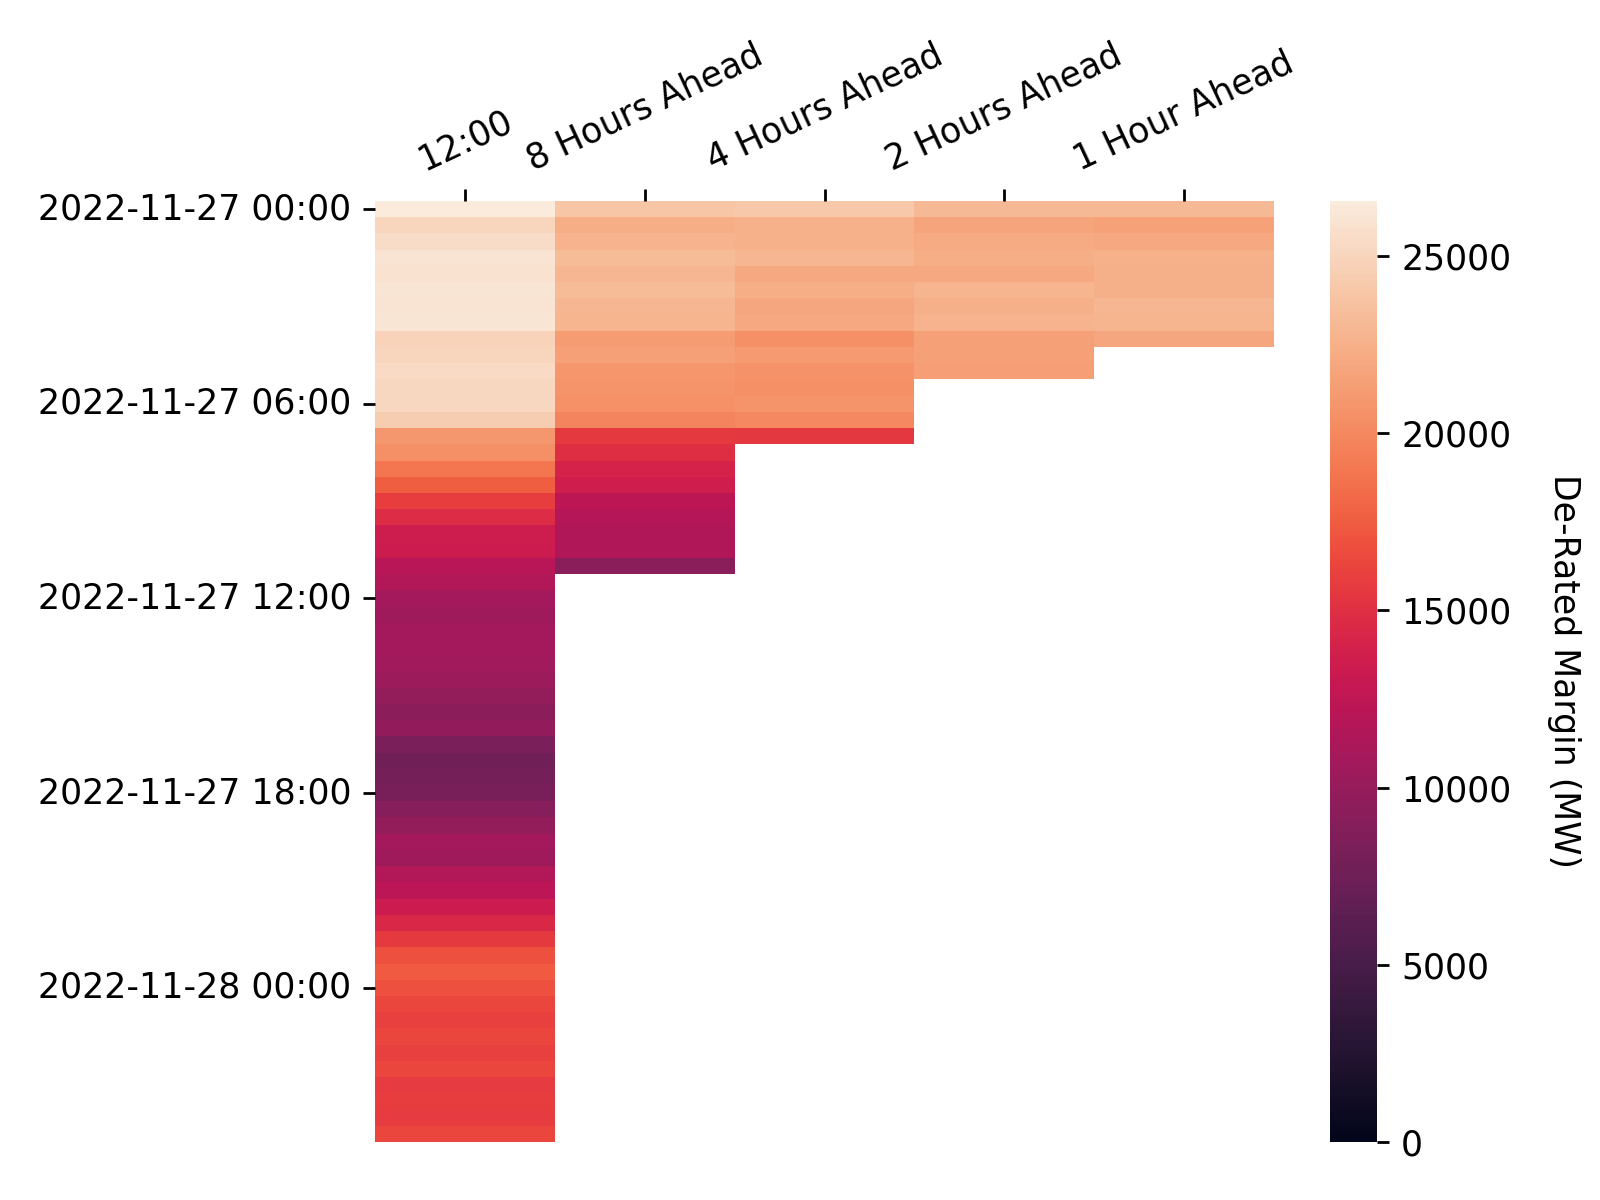 12:00
8 Hours Ahead
4 Hours Ahead
2 Hours Ahead
1 Hour Ahead
2022-11-27 00:00
2022-11-27 06:00
2022-11-27 12:00
2022-11-27 18:00
2022-11-28 00:00
25000
20000
15000
10000
5000
0
De-Rated Margin (MW)